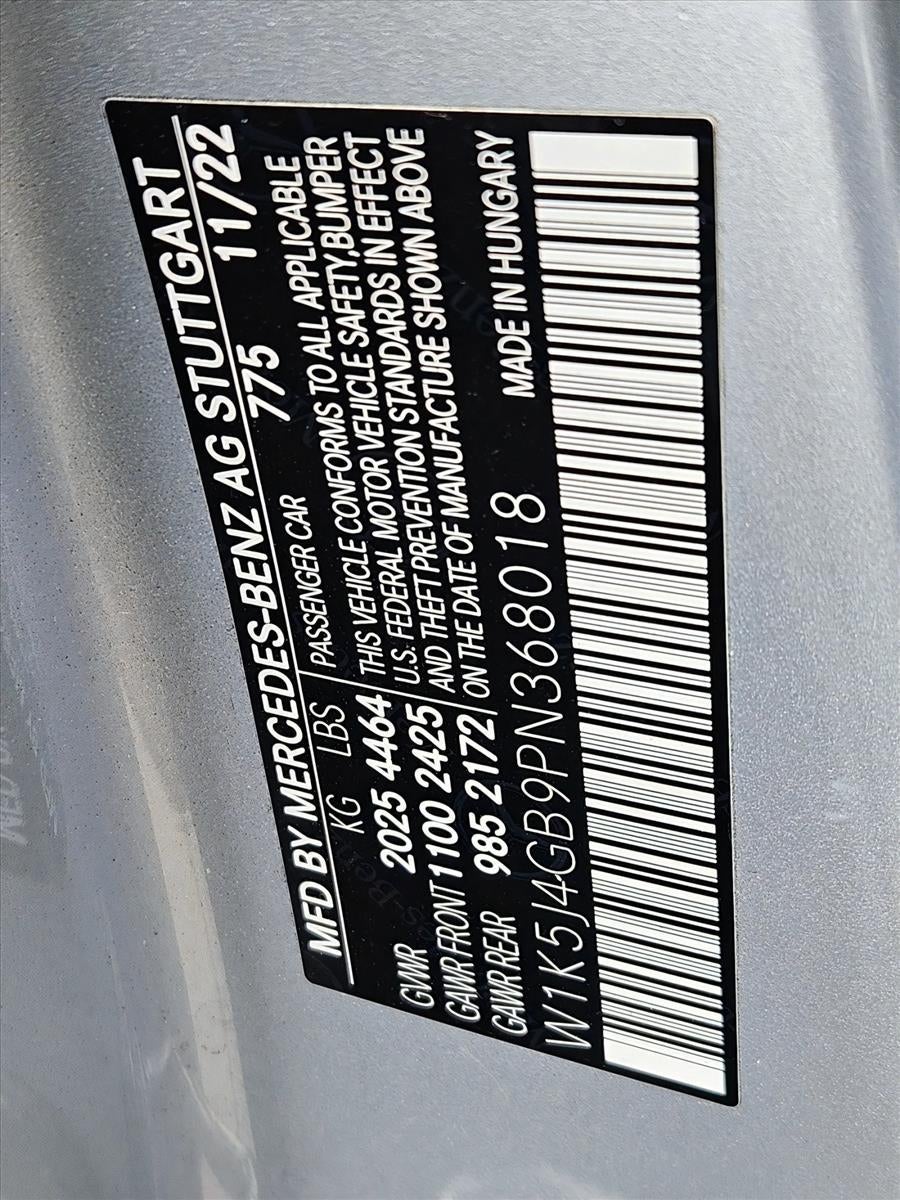 MFD BY MERCEDES-BENZ AG STUTTGART
775 11/22
KG LBS PASSENGER CAR
GVWR 2025 4464 THIS VEHICLE CONFORMS TO ALL APPLICABLE
GAWR FRONT 1100 2425 U.S. FEDERAL MOTOR VEHICLE SAFETY, BUMPER
GAWR REAR 985 2172 AND THEFT PREVENTION STANDARDS IN EFFECT
ON THE DATE OF MANUFACTURE SHOWN ABOVE
W1K5J4GB9PN368018 MADE IN HUNGARY